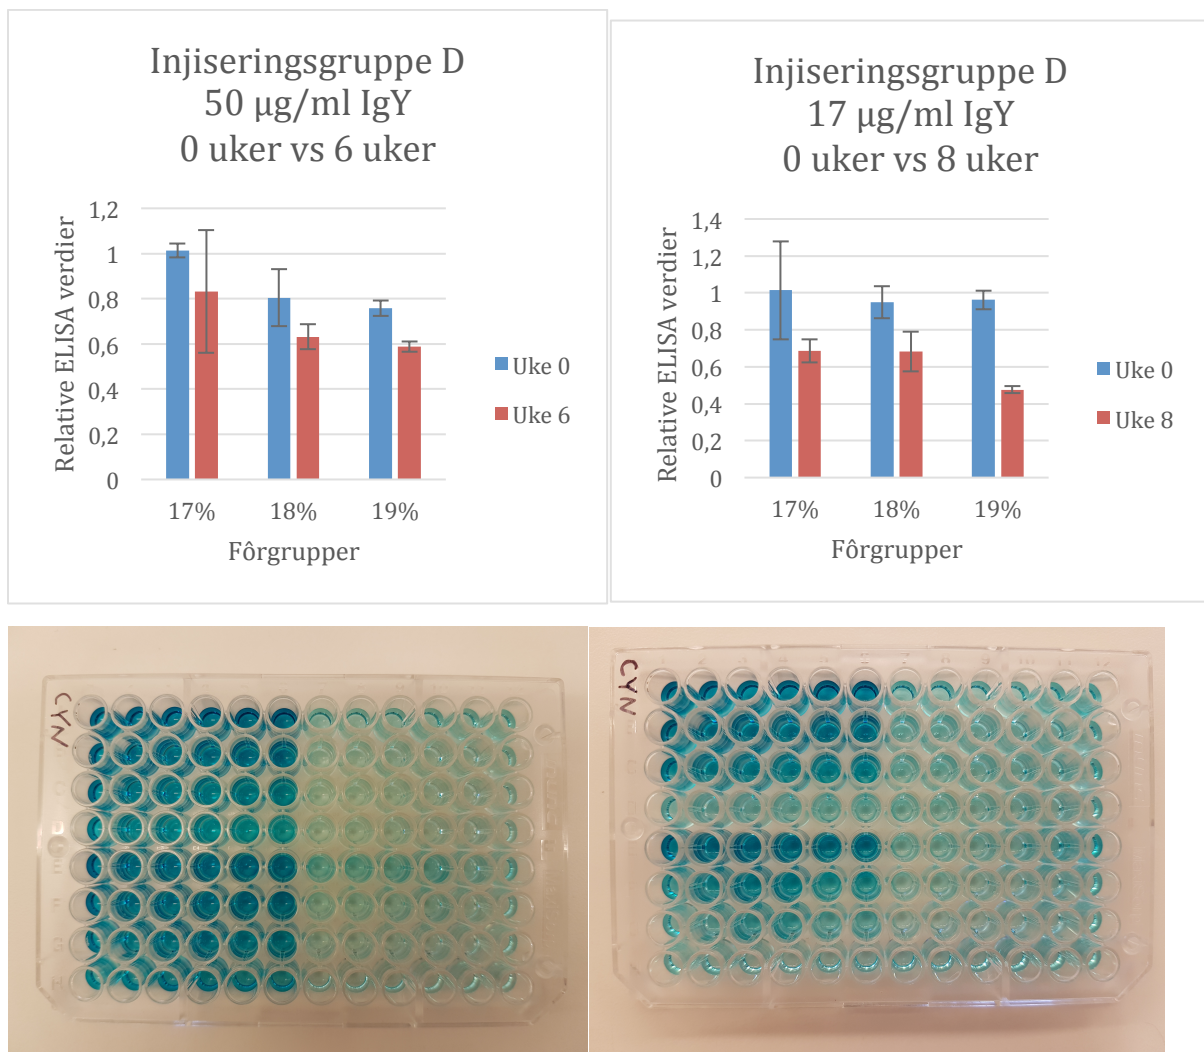 Injiseringsgruppe D
50 µg/ml IgY
0 uker vs 6 uker
Relative ELISA verdier
1,2
1
0,8
0,6
0,4
0,2
0
17%
18%
19%
Fôrgrupper
Uke 0
Uke 6
Injiseringsgruppe D
17 µg/ml IgY
0 uker vs 8 uker
Relative ELISA verdier
1,4
1,2
1
0,8
0,6
0,4
0,2
0
17%
18%
19%
Fôrgrupper
Uke 0
Uke 8
CYN
CYN